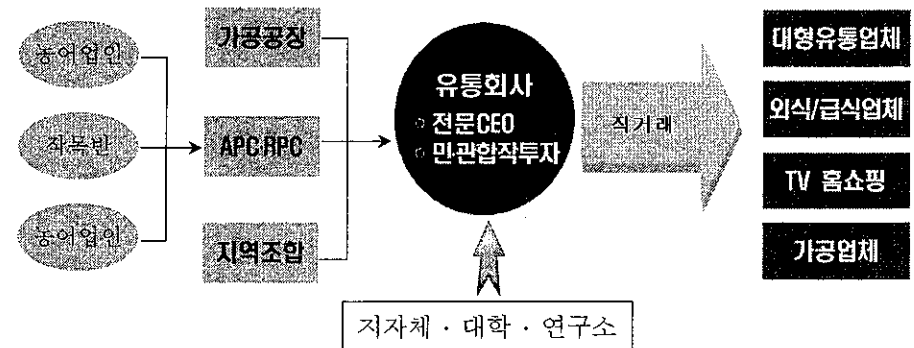 농어업인
작목반
농어업인
가공공장
APC·RPC
지역조합
유통회사
○ 전문CEO
○ 민·관합작투자
직거래
대형유통업체
외식/급식업체
TV 홈쇼핑
가공업체
지자체 · 대학 · 연구소